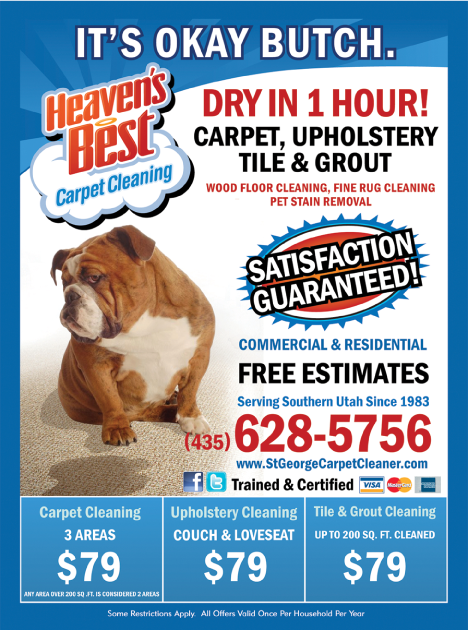 IT'S OKAY BUTCH.
Heaven's
Best
Carpet Cleaning
DRY IN 1 HOUR!
CARPET, UPHOLSTERY
TILE & GROUT
WOOD FLOOR CLEANING, FINE RUG CLEANING
PET STAIN REMOVAL
SATISFACTION
GUARANTEED!
COMMERCIAL & RESIDENTIAL
FREE ESTIMATES
Serving Southern Utah Since 1983
(435) 628-5756
www.StGeorgeCarpetCleaner.com
Trained & Certified VISA MasterCard
Carpet Cleaning
3 AREAS
$79
ANY AREA OVER 200 SQ .FT. IS CONSIDERED 2 AREAS
Upholstery Cleaning
COUCH & LOVESEAT
$79
Tile & Grout Cleaning
UP TO 200 SQ. FT. CLEANED
$79
Some Restrictions Apply. All Offers Valid Once Per Household Per Year